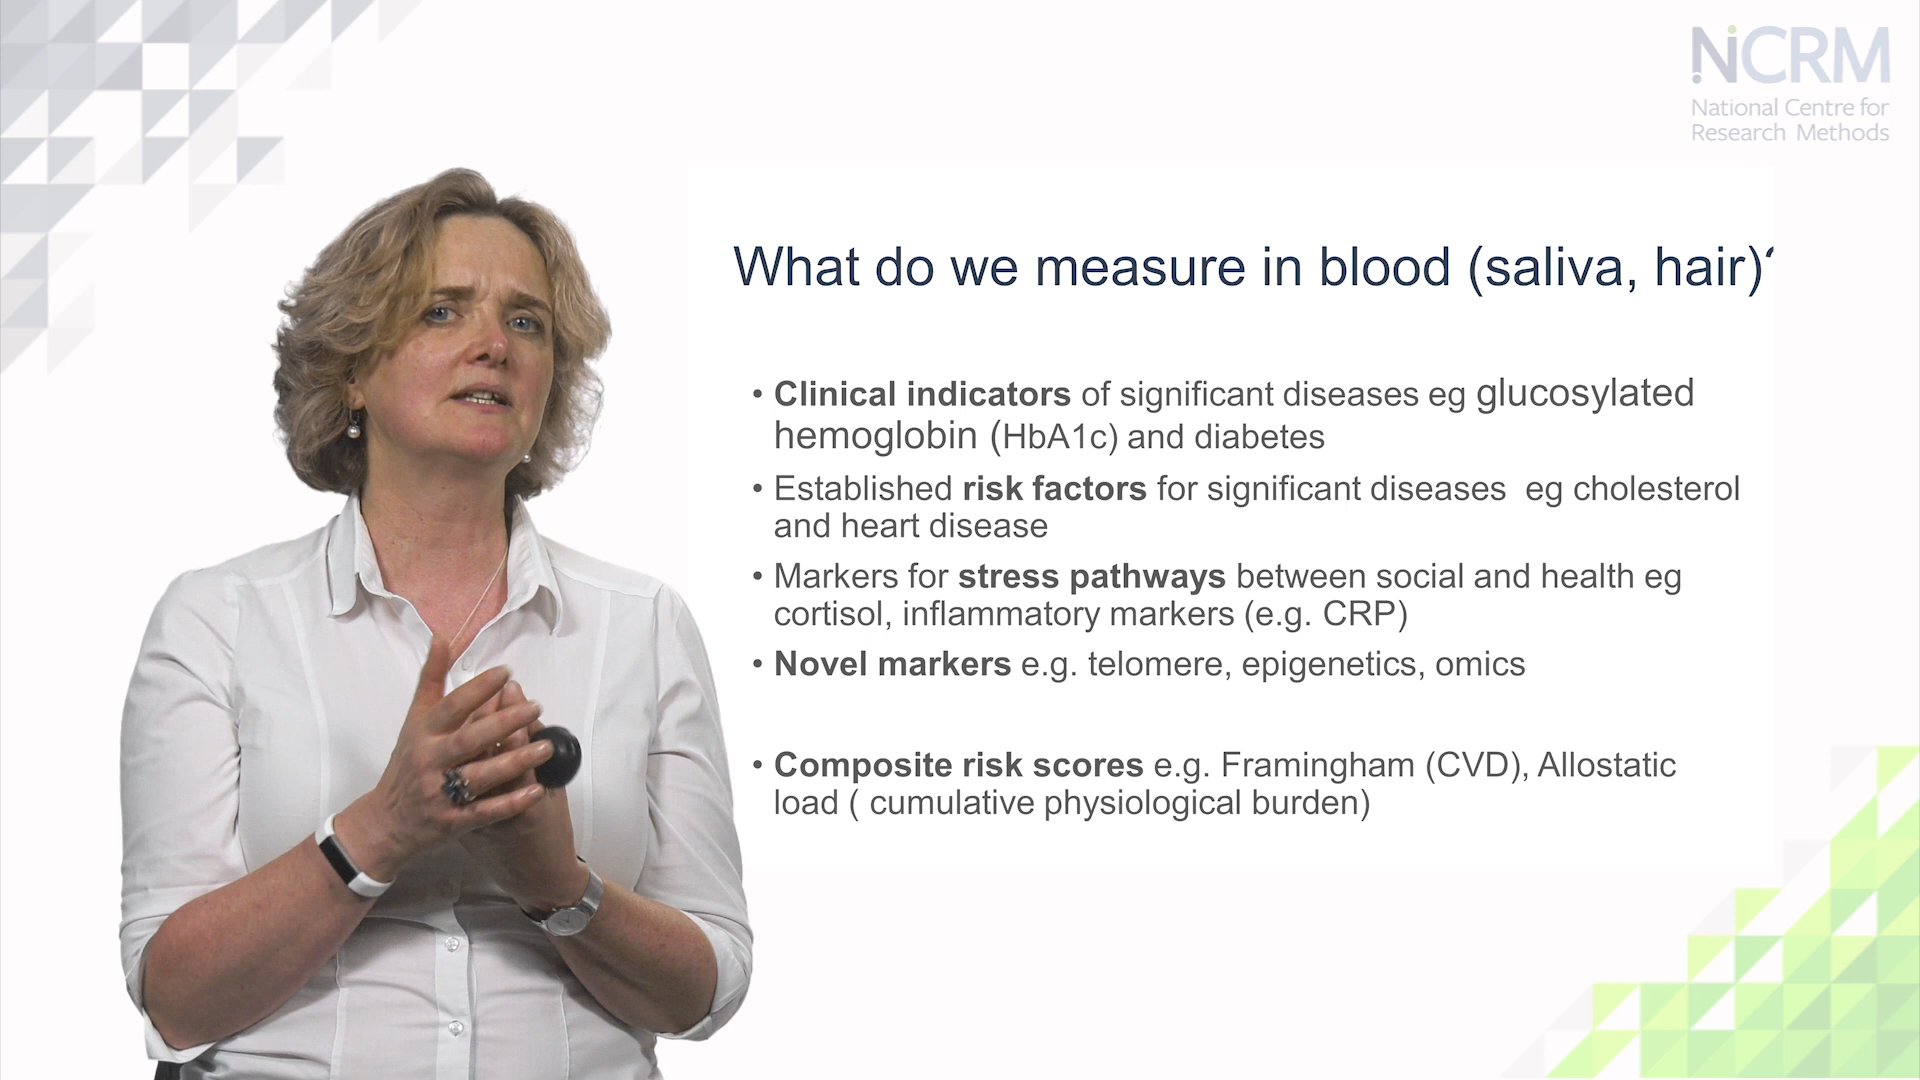 NCRM
National Centre for
Research Methods
What do we measure in blood (saliva, hair)?
• Clinical indicators of significant diseases eg glucosylated
hemoglobin (HbA1c) and diabetes
• Established risk factors for significant diseases eg cholesterol
and heart disease
• Markers for stress pathways between social and health eg
cortisol, inflammatory markers (e.g. CRP)
• Novel markers e.g. telomere, epigenetics, omics
• Composite risk scores e.g. Framingham (CVD), Allostatic
load ( cumulative physiological burden)